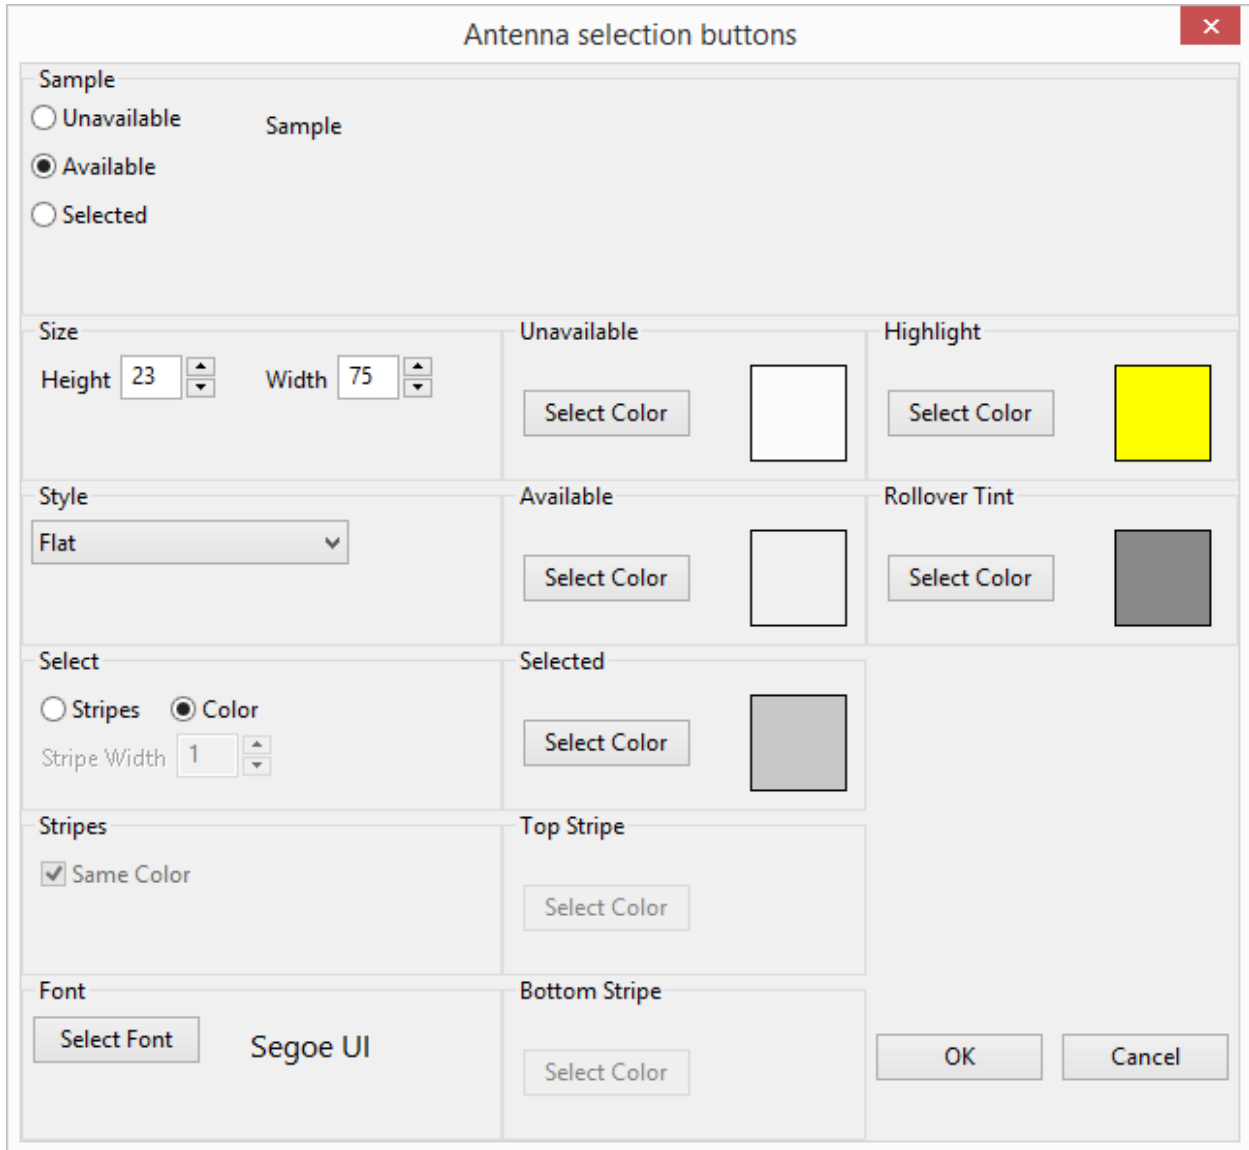 Antenna selection buttons
Sample
Unavailable
Sample
Available
Selected
Size
Height 23 Width 75
Unavailable
Select Color
Highlight
Select Color
Style
Flat
Available
Select Color
Rollover Tint
Select Color
Select
Stripes Color
Stripe Width 1
Selected
Select Color
Stripes
Same Color
Top Stripe
Select Color
Font
Select Font Segoe UI
Bottom Stripe
Select Color
OK Cancel